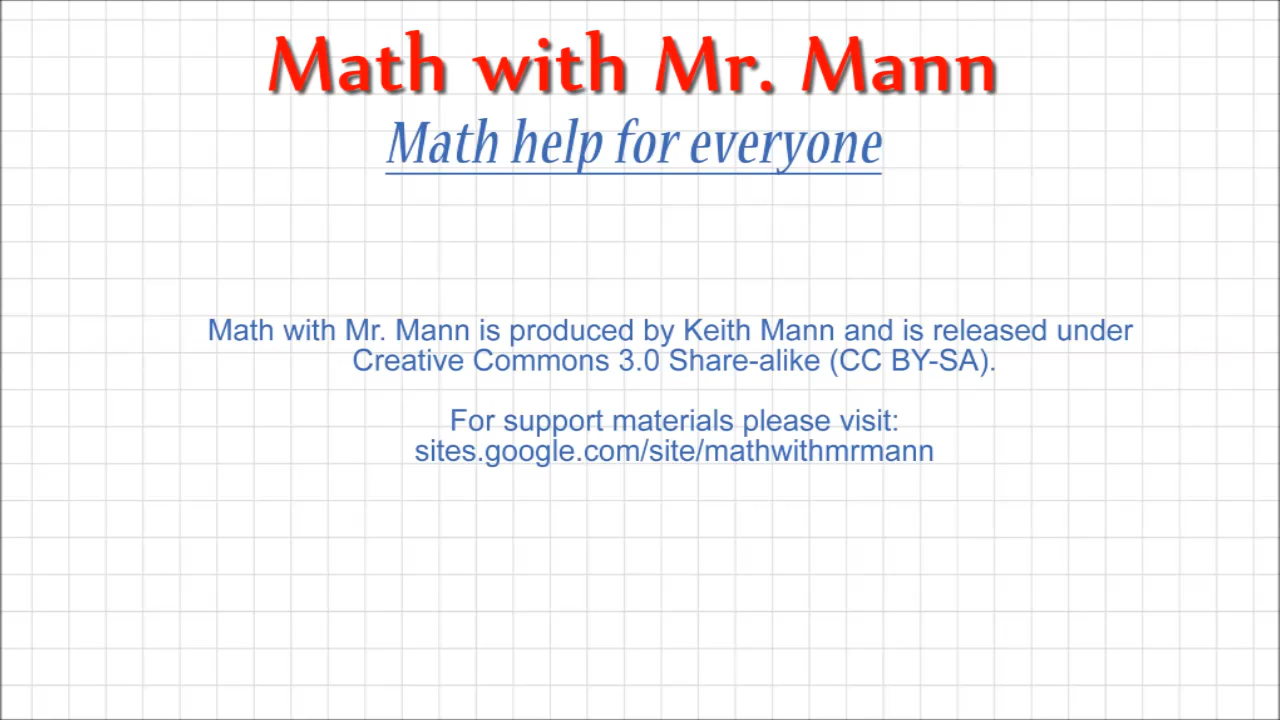 Math with Mr. Mann
Math help for everyone
Math with Mr. Mann is produced by Keith Mann and is released under
Creative Commons 3.0 Share-alike (CC BY-SA).
For support materials please visit:
sites.google.com/site/mathwithmrmann